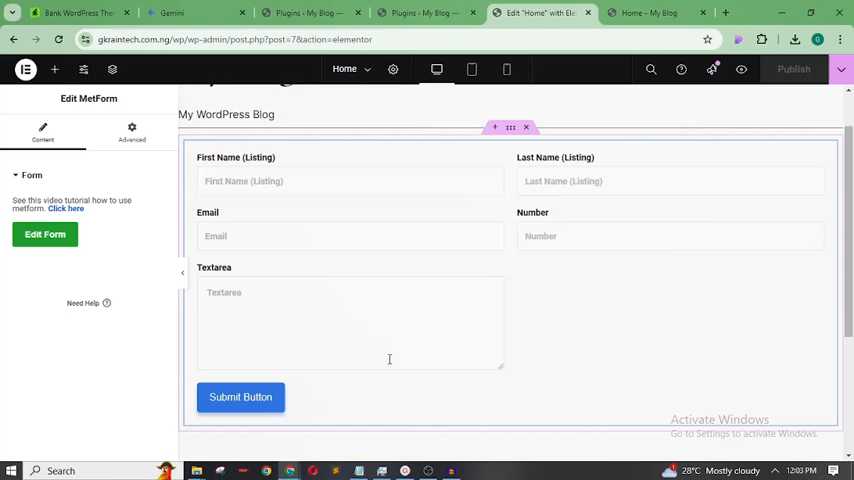 Bank WordPress The
Gemini
Plugins ‹ My Blog —
Plugins ‹ My Blog —
Edit "Home" with Ele
Home – My Blog
gkraintech.com.ng/wp/wp-admin/post.php?post=7&action=elementor
G
Home
Publish
Edit MetForm
Content
Advanced
Form
See this video tutorial how to use
metform. Click here
Edit Form
Need Help
My WordPress Blog
First Name (Listing)
Last Name (Listing)
First Name (Listing)
Last Name (Listing)
Email
Number
Email
Number
Textarea
Textarea
Submit Button
Activate Windows
Go to Settings to activate Windows.
Search
28°C Mostly cloudy
12:03 PM